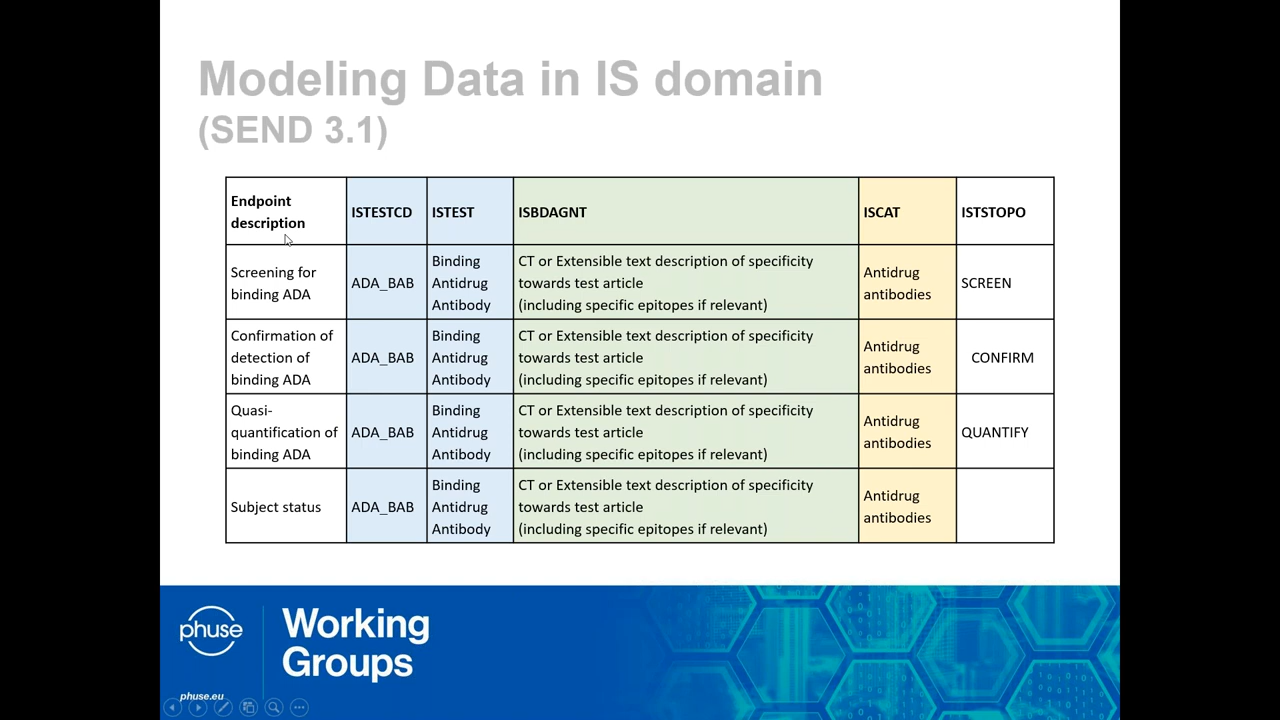 Modeling Data in IS domain
(SEND 3.1)
Endpoint
description
ISTESTCD
ISTEST
ISBDAGNT
ISCAT
ISTSTOPO
Screening for
binding ADA
ADA_BAB
Binding
Antidrug
Antibody
CT or Extensible text description of specificity
towards test article
(including specific epitopes if relevant)
Antidrug
antibodies
SCREEN
Confirmation of
detection of
binding ADA
ADA_BAB
Binding
Antidrug
Antibody
CT or Extensible text description of specificity
towards test article
(including specific epitopes if relevant)
Antidrug
antibodies
CONFIRM
Quasi-
quantification of
binding ADA
ADA_BAB
Binding
Antidrug
Antibody
CT or Extensible text description of specificity
towards test article
(including specific epitopes if relevant)
Antidrug
antibodies
QUANTIFY
Subject status
ADA_BAB
Binding
Antidrug
Antibody
CT or Extensible text description of specificity
towards test article
(including specific epitopes if relevant)
Antidrug
antibodies
phuse
Working
Groups
phuse.eu